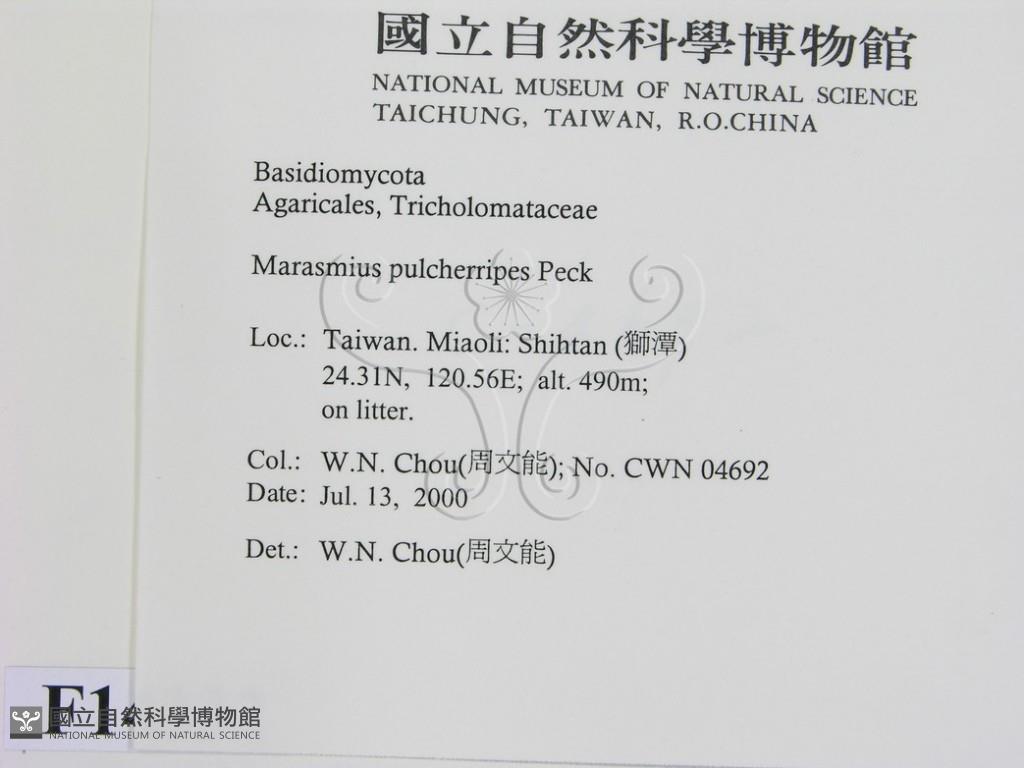 國立自然科學博物館
NATIONAL MUSEUM OF NATURAL SCIENCE
TAICHUNG, TAIWAN, R.O.CHINA
Basidiomycota
Agaricales, Tricholomataceae
Marasmius pulcherripes Peck
Loc.: Taiwan. Miaoli: Shihtan (獅潭)
24.31N, 120.56E; alt. 490m;
on litter.
Col.: W.N. Chou(周文能); No. CWN 04692
Date: Jul. 13, 2000
Det.: W.N. Chou(周文能)
F1
國立自然科學博物館
NATIONAL MUSEUM OF NATURAL SCIENCE